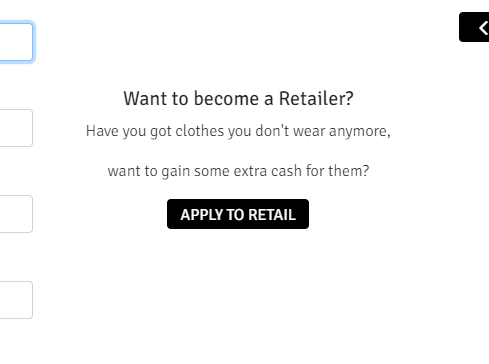 Want to become a Retailer?
Have you got clothes you don't wear anymore,
want to gain some extra cash for them?
APPLY TO RETAIL